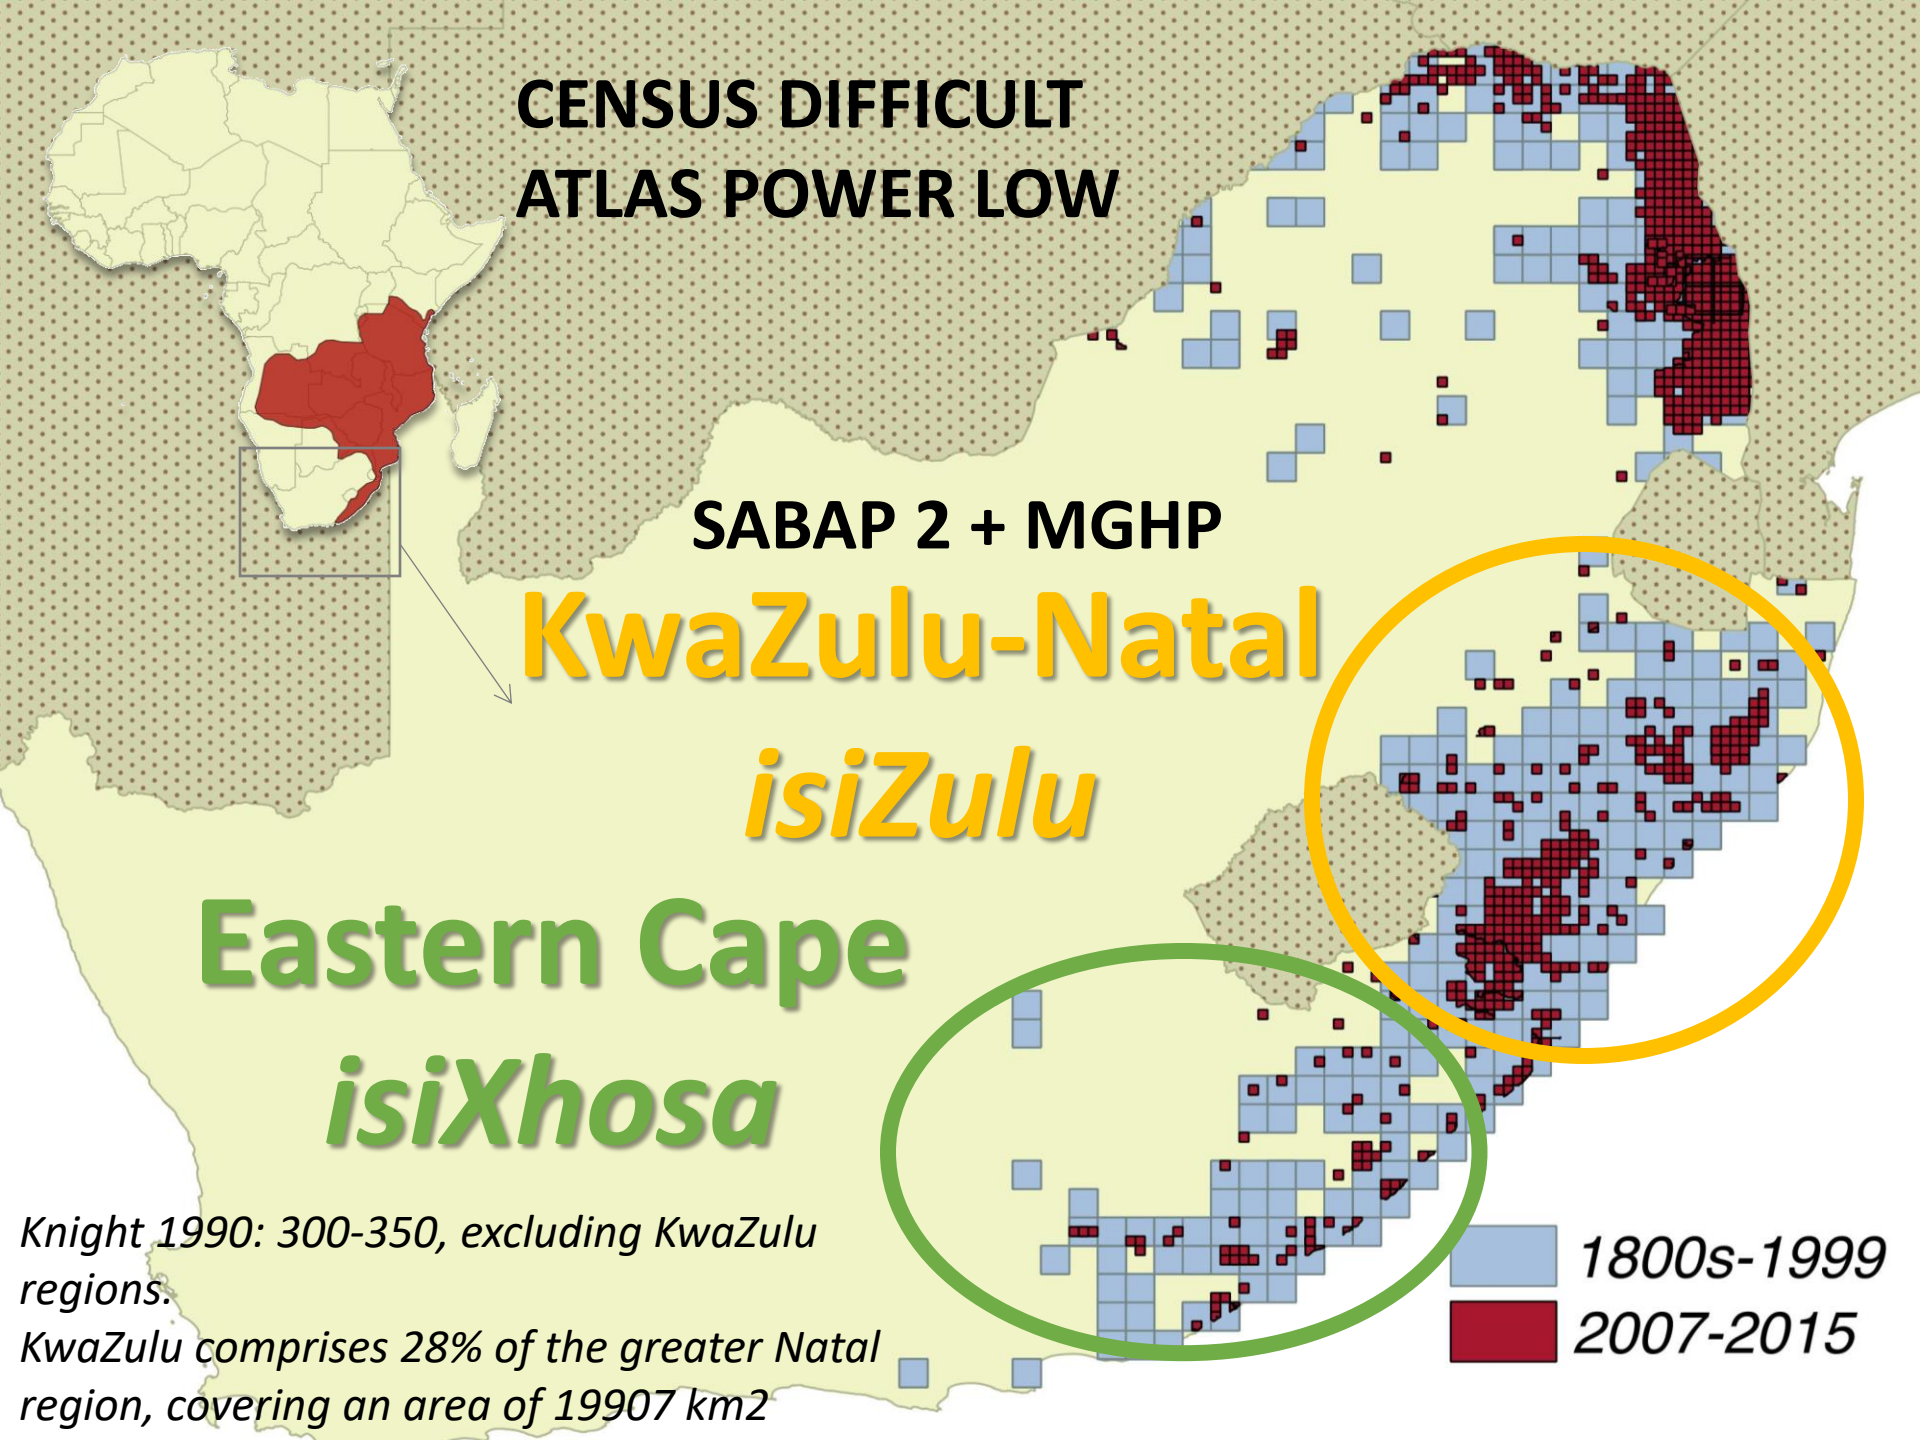 CENSUS DIFFICULT
ATLAS POWER LOW
SABAP 2 + MGHP
KwaZulu-Natal
isiZulu
Eastern Cape
isiXhosa
Knight 1990: 300-350, excluding KwaZulu
regions.
KwaZulu comprises 28% of the greater Natal
region, covering an area of 19907 km2
1800s-1999
2007-2015